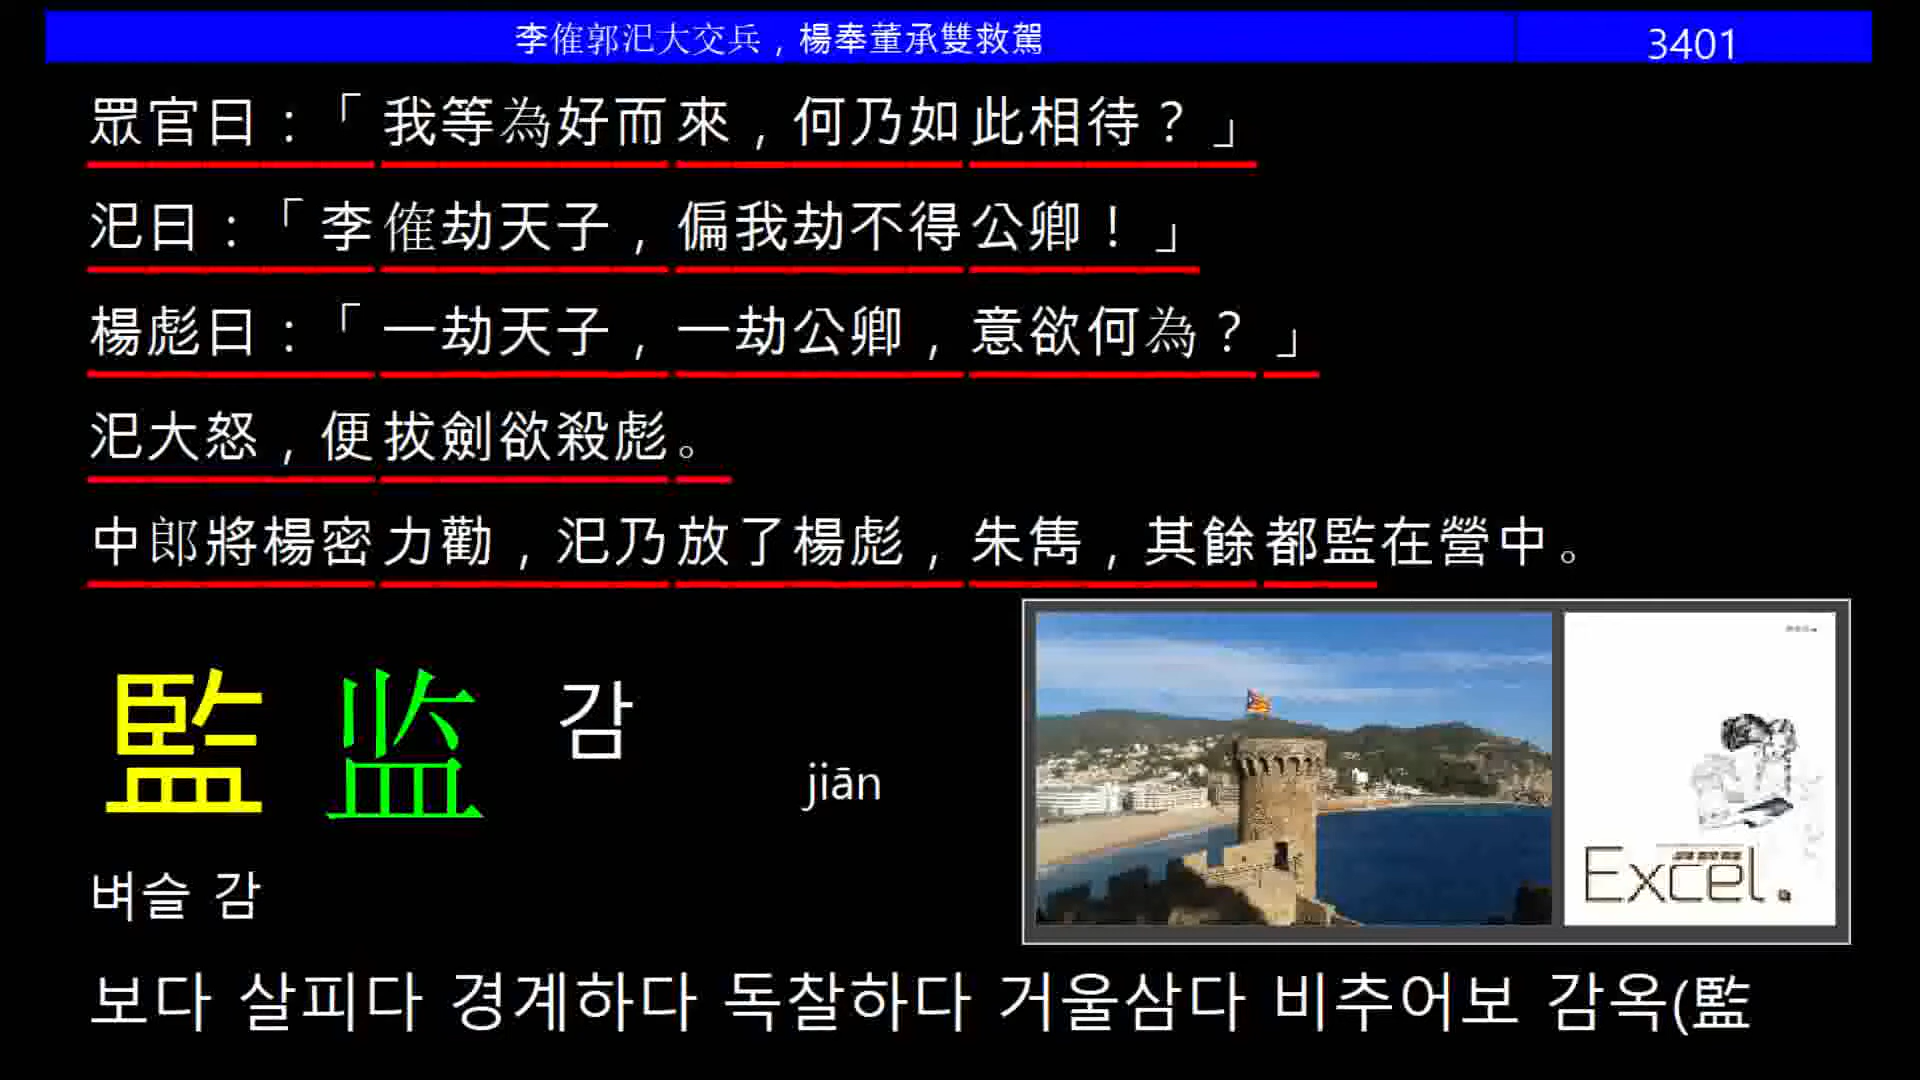 李傕郭汜大交兵，楊奉董承雙救駕
3401
眾官曰：「我等為好而來，何乃如此相待？」
汜曰：「李傕劫天子，偏我劫不得公卿！」
楊彪曰：「一劫天子，一劫公卿，意欲何為？」
汜大怒，便拔劍欲殺彪。
中郎將楊密力勸，汜乃放了楊彪，朱雋，其餘都監在營中。
監 监 감 jiān
벼슬 감
Excel.
보다 살피다 경계하다 독찰하다 거울삼다 비추어보 감옥(監